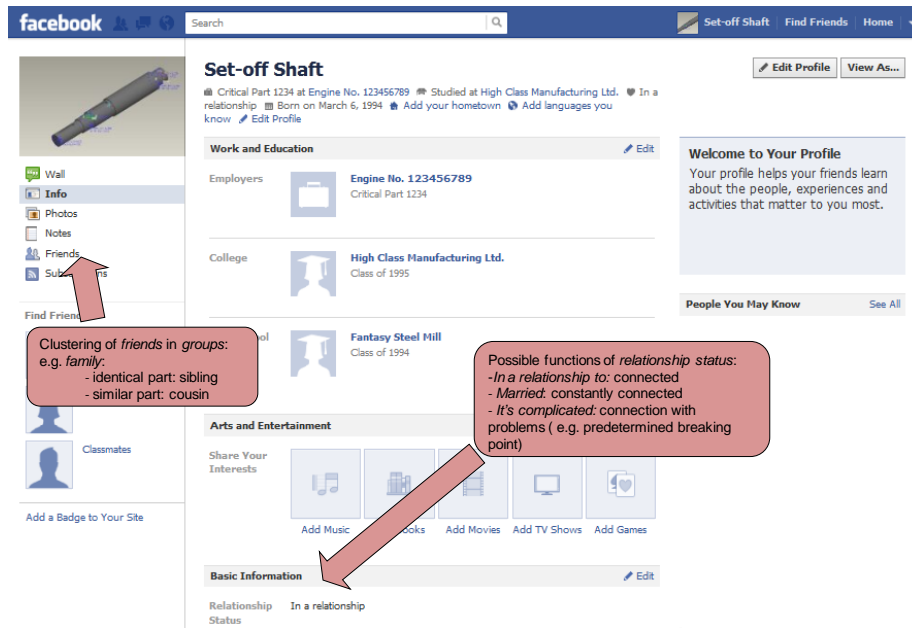 facebook
Search
Set-off Shaft
Find Friends
Home
Set-off Shaft
Edit Profile
View As...
Critical Part 1234 at Engine No. 123456789 Studied at High Class Manufacturing Ltd. In a
relationship Born on March 6, 1994 Add your hometown Add languages you
know Edit Profile
Wall
Info
Photos
Notes
Friends
Find Friends
Work and Education
Edit
Employers
Engine No. 123456789
Critical Part 1234
College
High Class Manufacturing Ltd.
Class of 1995
Fantasy Steel Mill
Class of 1994
Welcome to Your Profile
Your profile helps your friends learn
about the people, experiences and
activities that matter to you most.
People You May Know
See All
Clustering of friends in groups:
e.g. family:
- identical part: sibling
- similar part: cousin
Possible functions of relationship status:
-In a relationship to: connected
- Married: constantly connected
- It's complicated: connection with
problems ( e.g. predetermined breaking
point)
Classmates
Add a Badge to Your Site
Arts and Entertainment
Share Your
Interests
Add Music
Add Movies
Add TV Shows
Add Games
Basic Information
Edit
Relationship
Status
In a relationship